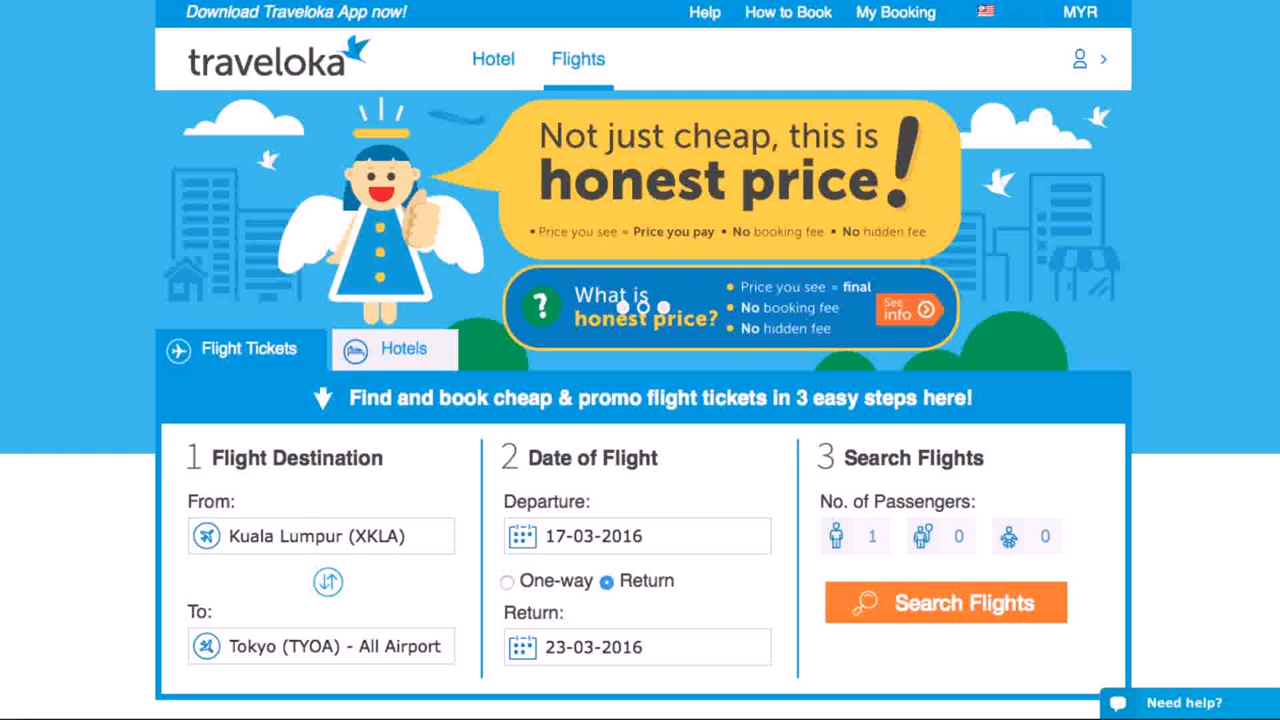 Download Traveloka App now!
Help How to Book My Booking MYR
traveloka
Hotel Flights
Not just cheap, this is
honest price!
• Price you see = Price you pay • No booking fee • No hidden fee
? What is
honest price?
• Price you see = final
• No booking fee
• No hidden fee
See
info
Flight Tickets Hotels
Find and book cheap & promo flight tickets in 3 easy steps here!
1 Flight Destination
From:
Kuala Lumpur (XKLA)
To:
Tokyo (TYOA) - All Airport
2 Date of Flight
Departure:
17-03-2016
One-way Return
Return:
23-03-2016
3 Search Flights
No. of Passengers:
1 0 0
Search Flights
Need help?